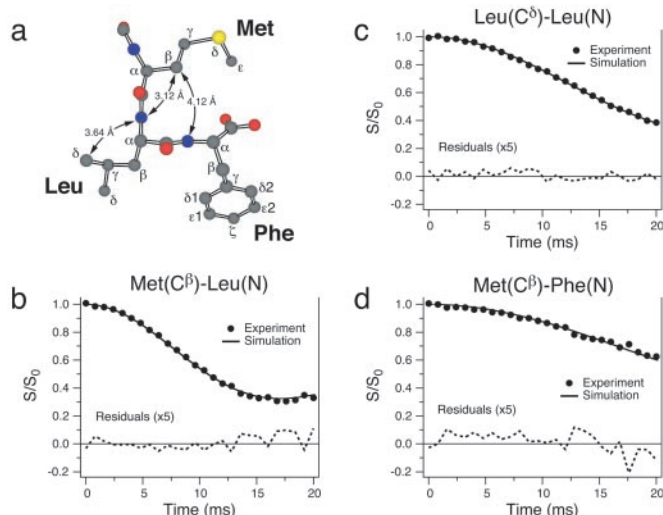 a
Met
γ
β
δ
α
ε
3.12 Å
4.12 Å
3.64 Å
α
α
δ
γ
β
β
γ
Leu
δ
δ1
δ2
ε1
ε2
ζ
Phe
b
Met(Cᵝ)-Leu(N)
1.0
0.8
0.6
0.4
0.2
0.0
-0.2
S/S₀
Experiment
Simulation
Residuals (x5)
0
5
10
15
20
Time (ms)
c
Leu(Cᵟ)-Leu(N)
1.0
0.8
0.6
0.4
0.2
0.0
-0.2
S/S₀
Experiment
Simulation
Residuals (x5)
0
5
10
15
20
Time (ms)
d
Met(Cᵝ)-Phe(N)
1.0
0.8
0.6
0.4
0.2
0.0
-0.2
S/S₀
Experiment
Simulation
Residuals (x5)
0
5
10
15
20
Time (ms)